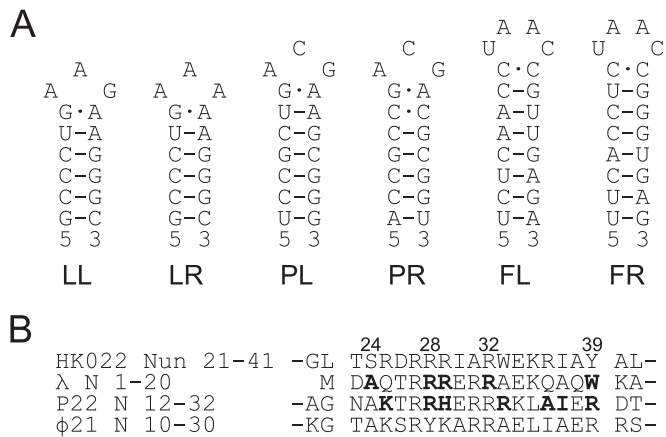 A
A A A A
C C U C U C
A A A G A G C·C C·C
A G A A G·A G·A C–G U–G
G·A G·A U–A C·C A–U C–G
U–A U–A C–G C–G A–U C–G
C–G C–G G–C G–C C–G A–U
C–G C–G C–G C–G U–A C–G
C–G C–G C–G C–G C–G U–A
G–C G–C U–G A–U U–A U–G
5 3 5 3 5 3 5 3 5 3 5 3
LL LR PL PR FL FR
B
24 28 32 39
HK022 Nun 21-41 -GL TSRDRRRIARWEKRIAY AL-
λ N 1-20 M DAQTRRRERRAEKQAQW KA-
P22 N 12-32 -AG NAKTRRHERRRKLAIER DT-
ϕ21 N 10-30 -KG TAKSRYKARRAELIAER RS-